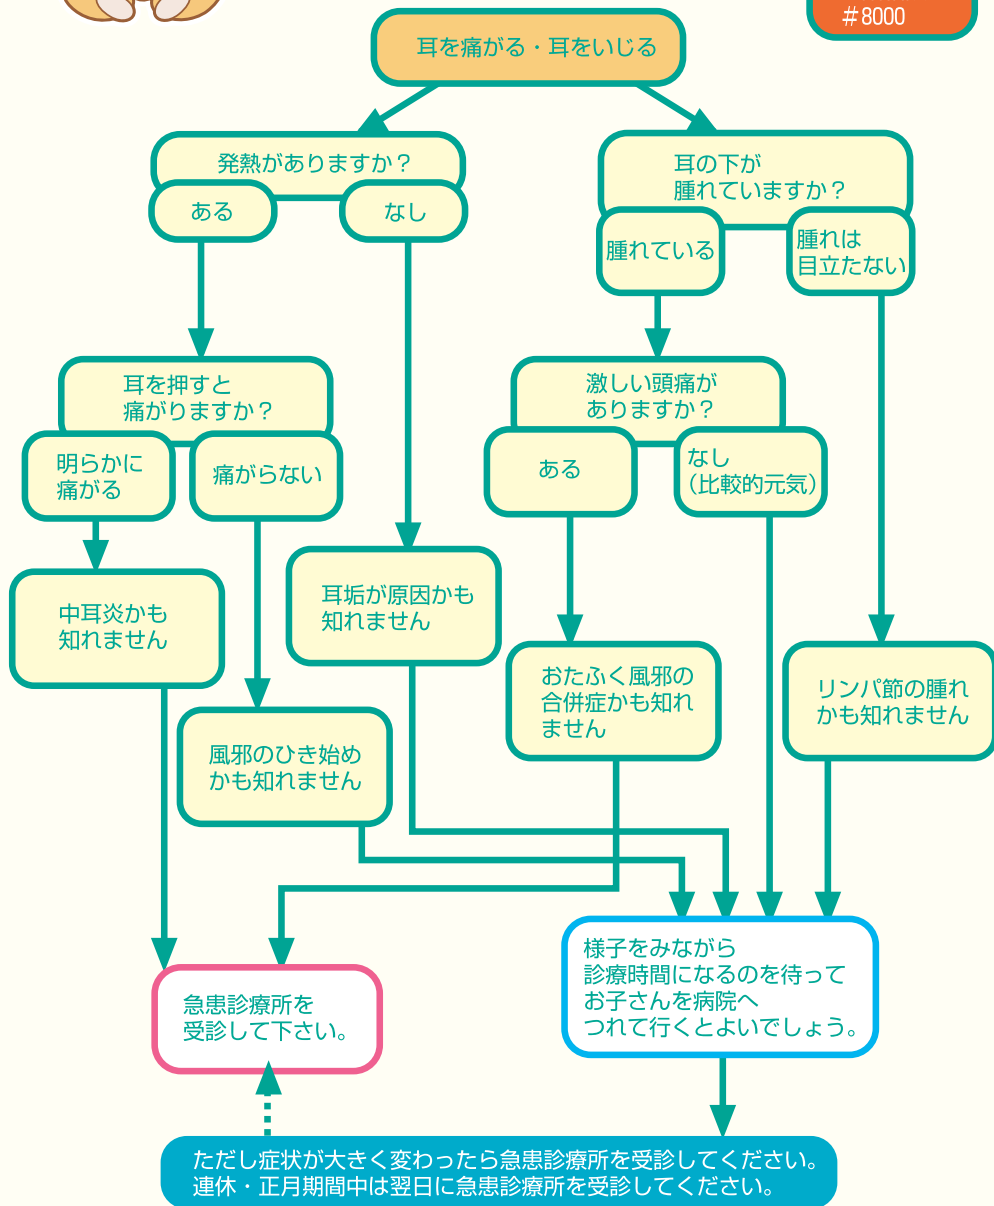 ＃8000
耳を痛がる・耳をいじる
発熱がありますか？
ある
なし
耳の下が
腫れていますか？
腫れている
腫れは
目立たない
耳を押すと
痛がりますか？
明らかに
痛がる
痛がらない
激しい頭痛が
ありますか？
ある
なし
（比較的元気）
中耳炎かも
知れません
耳垢が原因かも
知れません
おたふく風邪の
合併症かも知れ
ません
リンパ節の腫れ
かも知れません
風邪のひき始め
かも知れません
急患診療所を
受診して下さい。
様子をみながら
診療時間になるのを待って
お子さんを病院へ
つれて行くとよいでしょう。
ただし症状が大きく変わったら急患診療所を受診してください。
連休・正月期間中は翌日に急患診療所を受診してください。